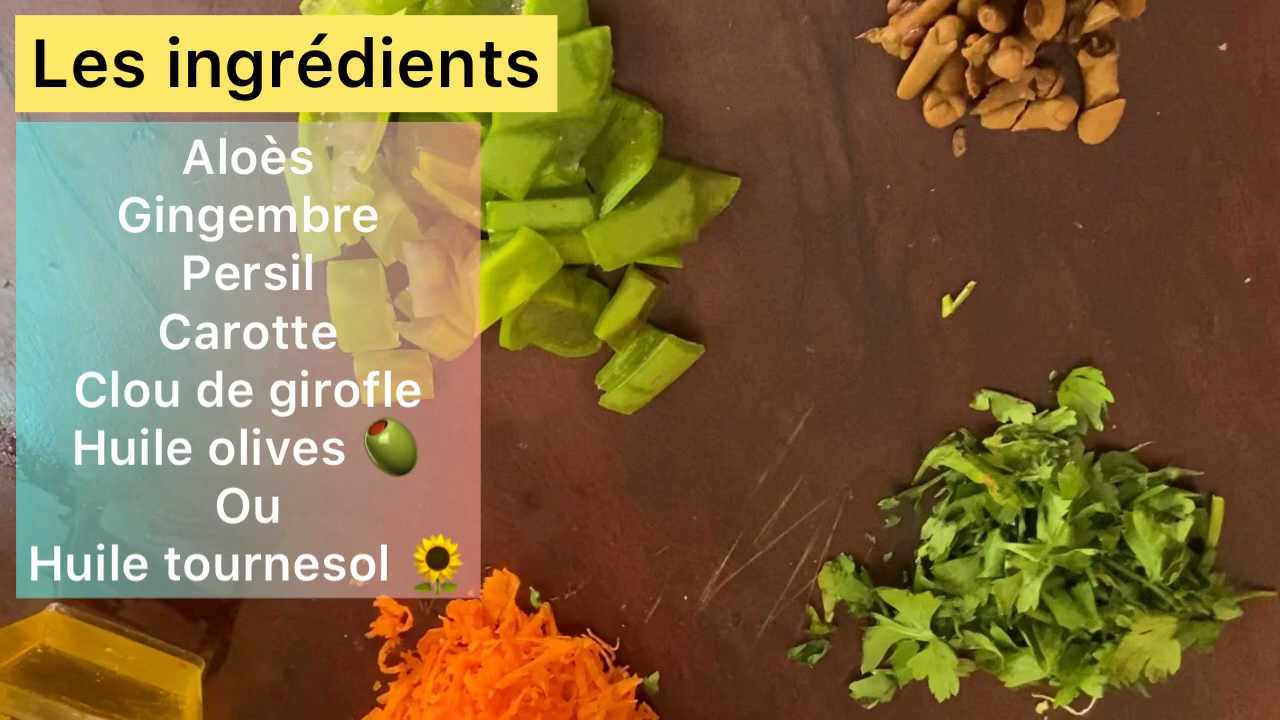 Les ingrédients
Aloès
Gingembre
Persil
Carotte
Clou de girofle
Huile olives 🫒
Ou
Huile tournesol 🌻